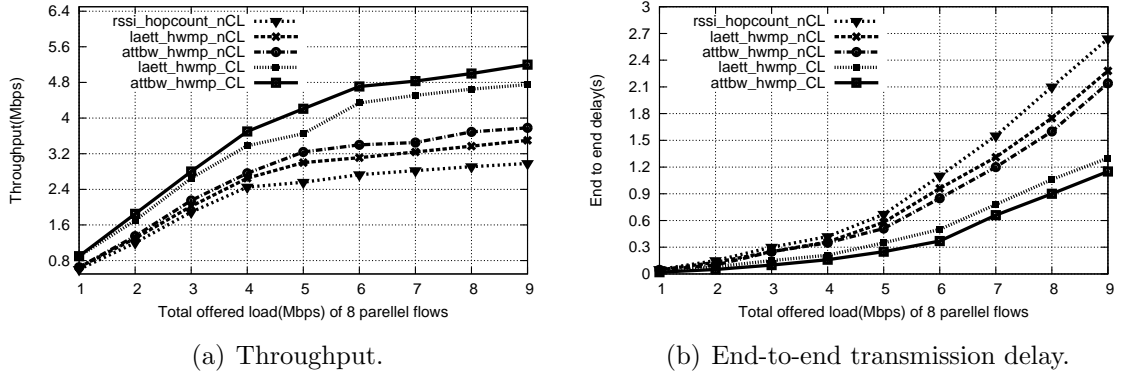 6.4
5.6
4.8
4
3.2
2.4
1.6
0.8
1 2 3 4 5 6 7 8 9
Throughput(Mbps)
Total offered load(Mbps) of 8 parellel flows
rssi_hopcount_nCL
laett_hwmp_nCL
attbw_hwmp_nCL
laett_hwmp_CL
attbw_hwmp_CL
(a) Throughput.
3
2.7
2.4
2.1
1.8
1.5
1.2
0.9
0.6
0.3
0
1 2 3 4 5 6 7 8 9
End to end delay(s)
Total offered load(Mbps) of 8 parellel flows
rssi_hopcount_nCL
laett_hwmp_nCL
attbw_hwmp_nCL
laett_hwmp_CL
attbw_hwmp_CL
(b) End-to-end transmission delay.